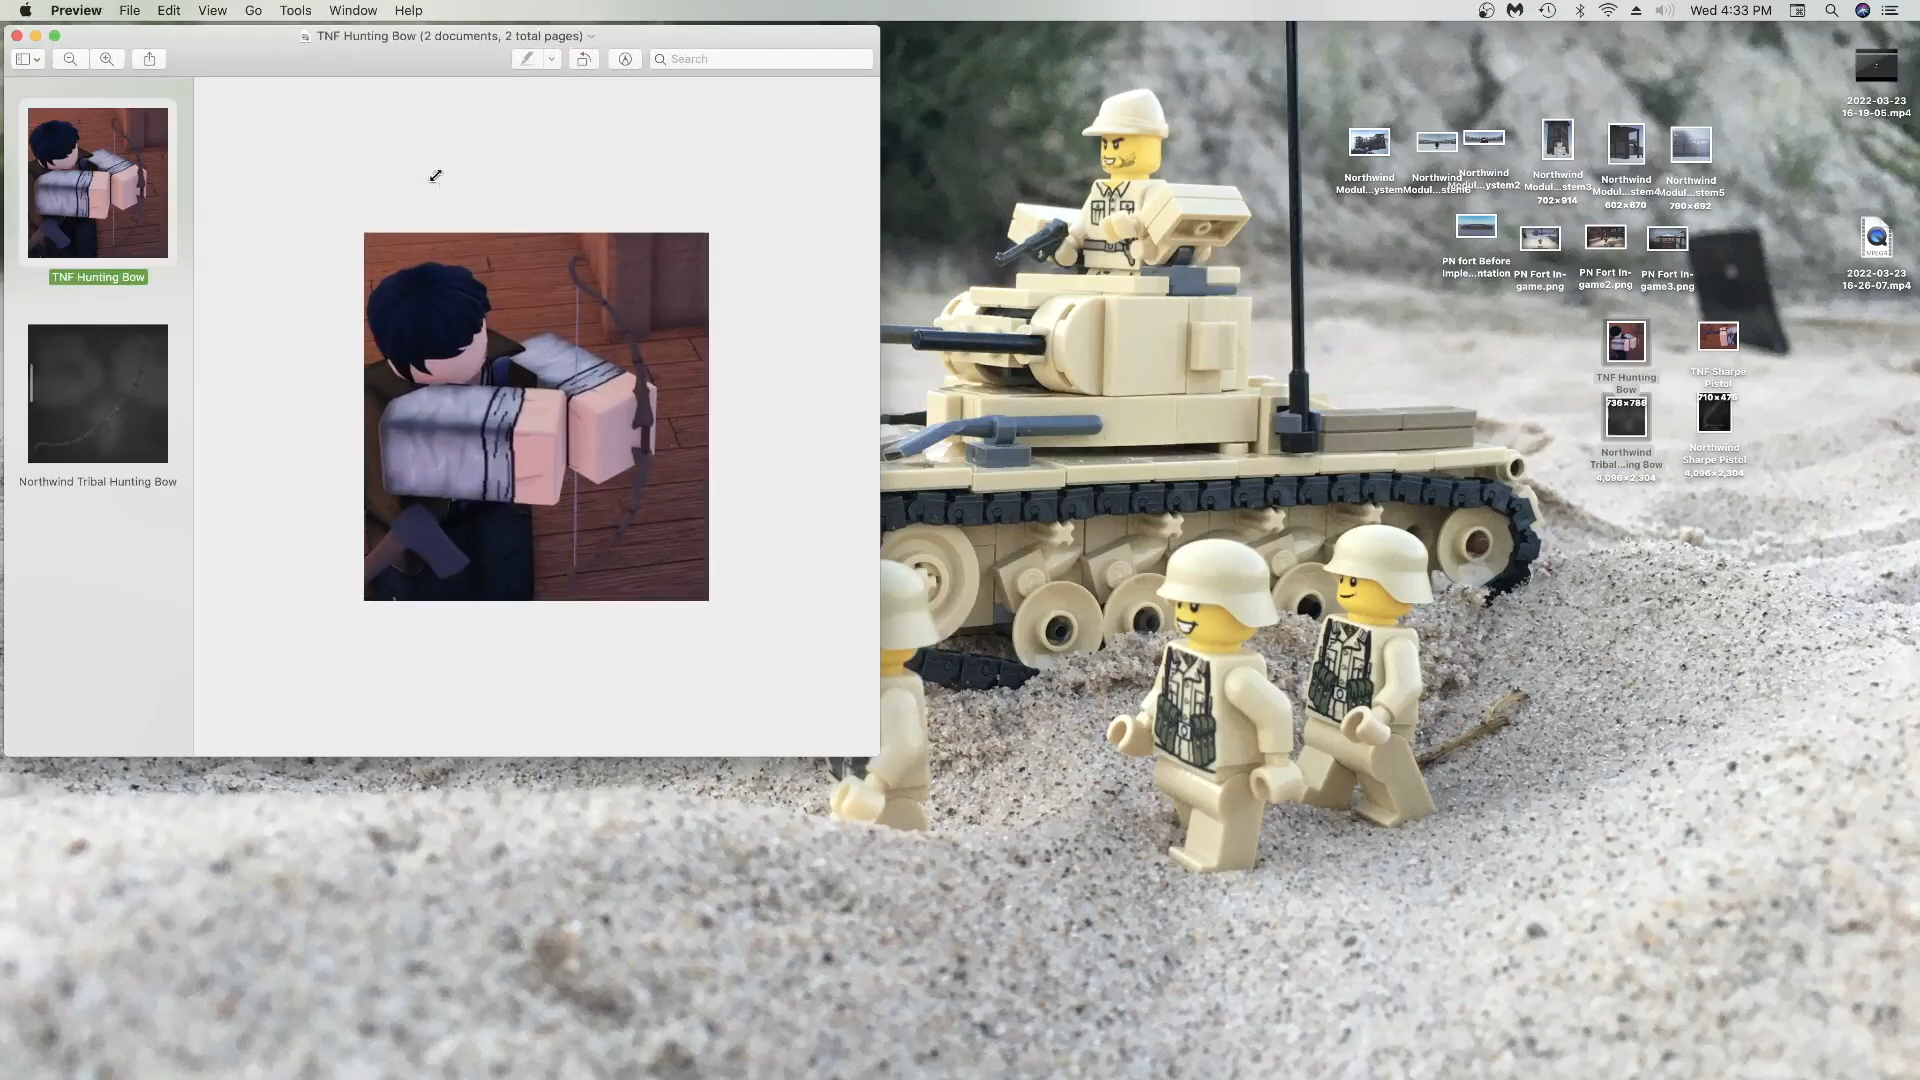 Preview File Edit View Go Tools Window Help
Wed 4:33 PM
TNF Hunting Bow (2 documents, 2 total pages)
Search
TNF Hunting Bow
Northwind Tribal Hunting Bow
2022-03-23
16-19-05.mp4
Northwind
Modul...ystem
Northwind
Modul...stem6
Northwind
Modul...ystem2
Northwind
Modul...stem3
702×914
Northwind
Modul...stem4
602×670
Northwind
Modul...stem5
790×692
PN fort Before
Imple...ntation
PN Fort In-
game.png
PN Fort In-
game2.png
PN Fort In-
game3.png
MPEG4
2022-03-23
16-26-07.mp4
TNF Hunting
Bow
736×786
TNF Sharpe
Pistol
710×475
Northwind
Tribal...ing Bow
4,096×2,304
Northwind
Sharpe Pistol
4,096×2,304